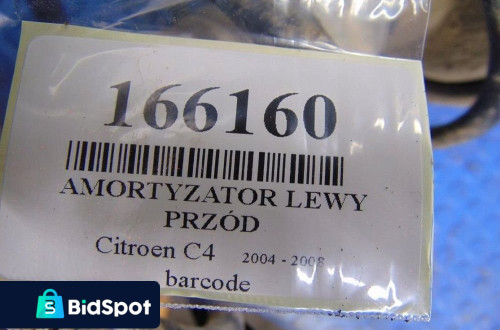 166160
AMORTYZATOR LEWY
PRZÓD
Citroen C4 2004 - 2008
barcode
S BidSpot